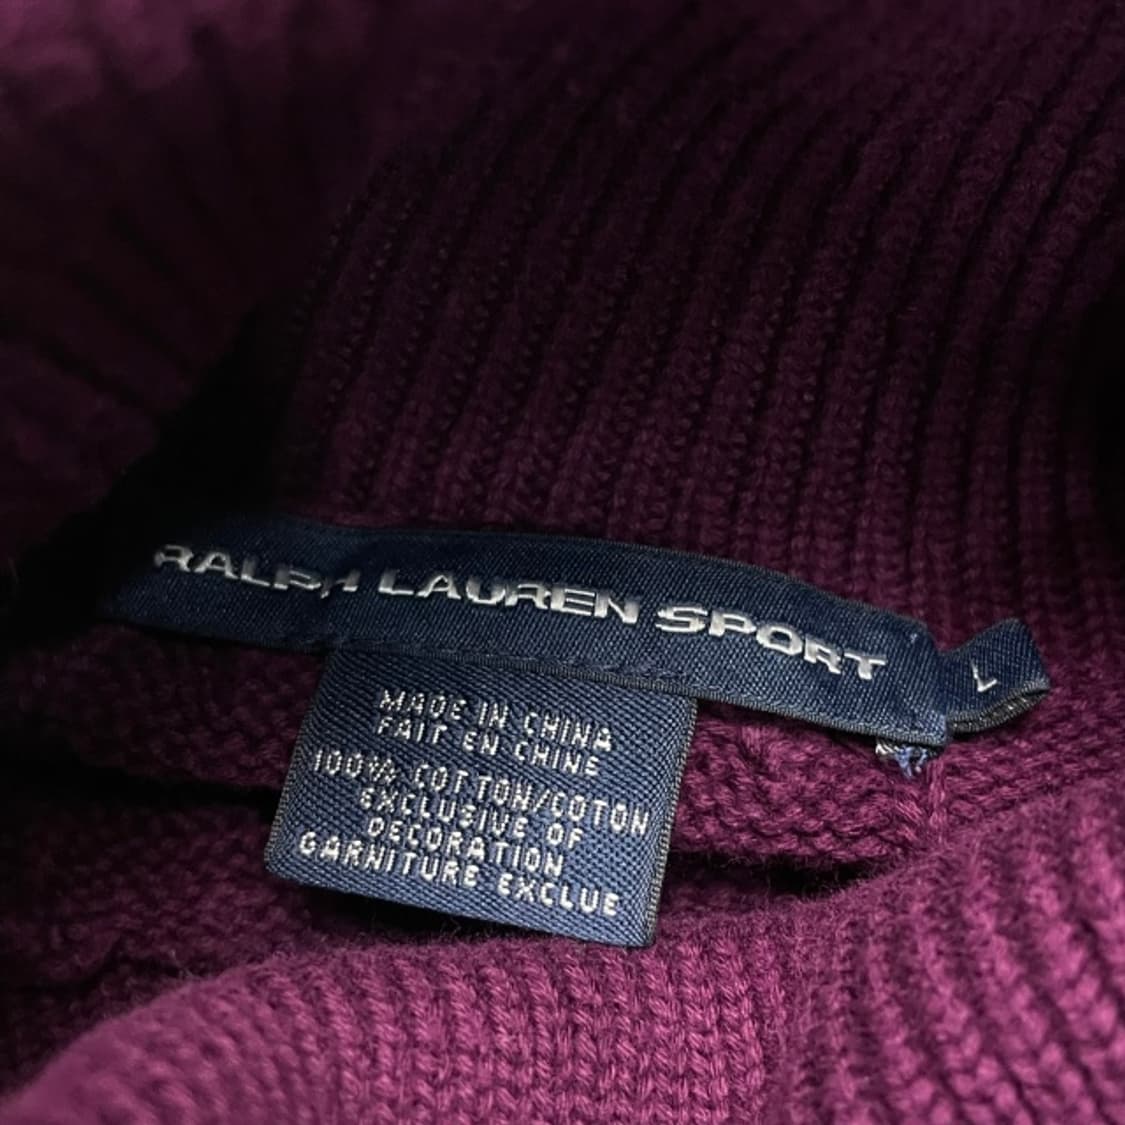 RALPH LAUREN SPORT
L
MADE IN CHINA
FAIT EN CHINE
100% COTTON/COTON
EXCLUSIVE OF
DECORATION
GARNITURE EXCLUE